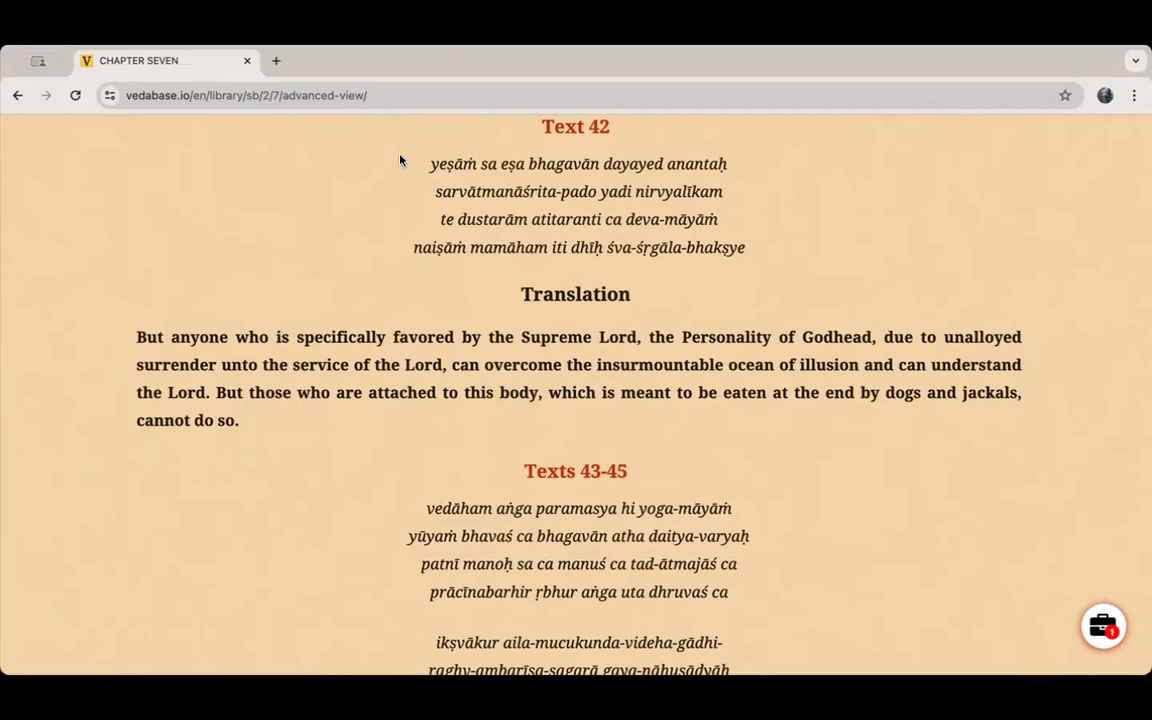 CHAPTER SEVEN
vedabase.io/en/library/sb/2/7/advanced-view/
Text 42
yeṣāṁ sa eṣa bhagavān dayayed anantaḥ
sarvātmanāśrita-pado yadi nirvyalīkam
te dustarām atitaranti ca deva-māyāṁ
naiṣāṁ mamāham iti dhīḥ śva-śṛgāla-bhakṣye
Translation
But anyone who is specifically favored by the Supreme Lord, the Personality of Godhead, due to unalloyed
surrender unto the service of the Lord, can overcome the insurmountable ocean of illusion and can understand
the Lord. But those who are attached to this body, which is meant to be eaten at the end by dogs and jackals,
cannot do so.
Texts 43-45
vedāham aṅga paramasya hi yoga-māyāṁ
yūyaṁ bhavaś ca bhagavān atha daitya-varyaḥ
patnī manoḥ sa ca manuś ca tad-ātmajāś ca
prācīnabarhir ṛbhur aṅga uta dhruvaś ca
ikṣvākur aila-mucukunda-videha-gādhi-
raghv-ambarīṣa-sagarā gaya-nāhuṣādyāḥ
1